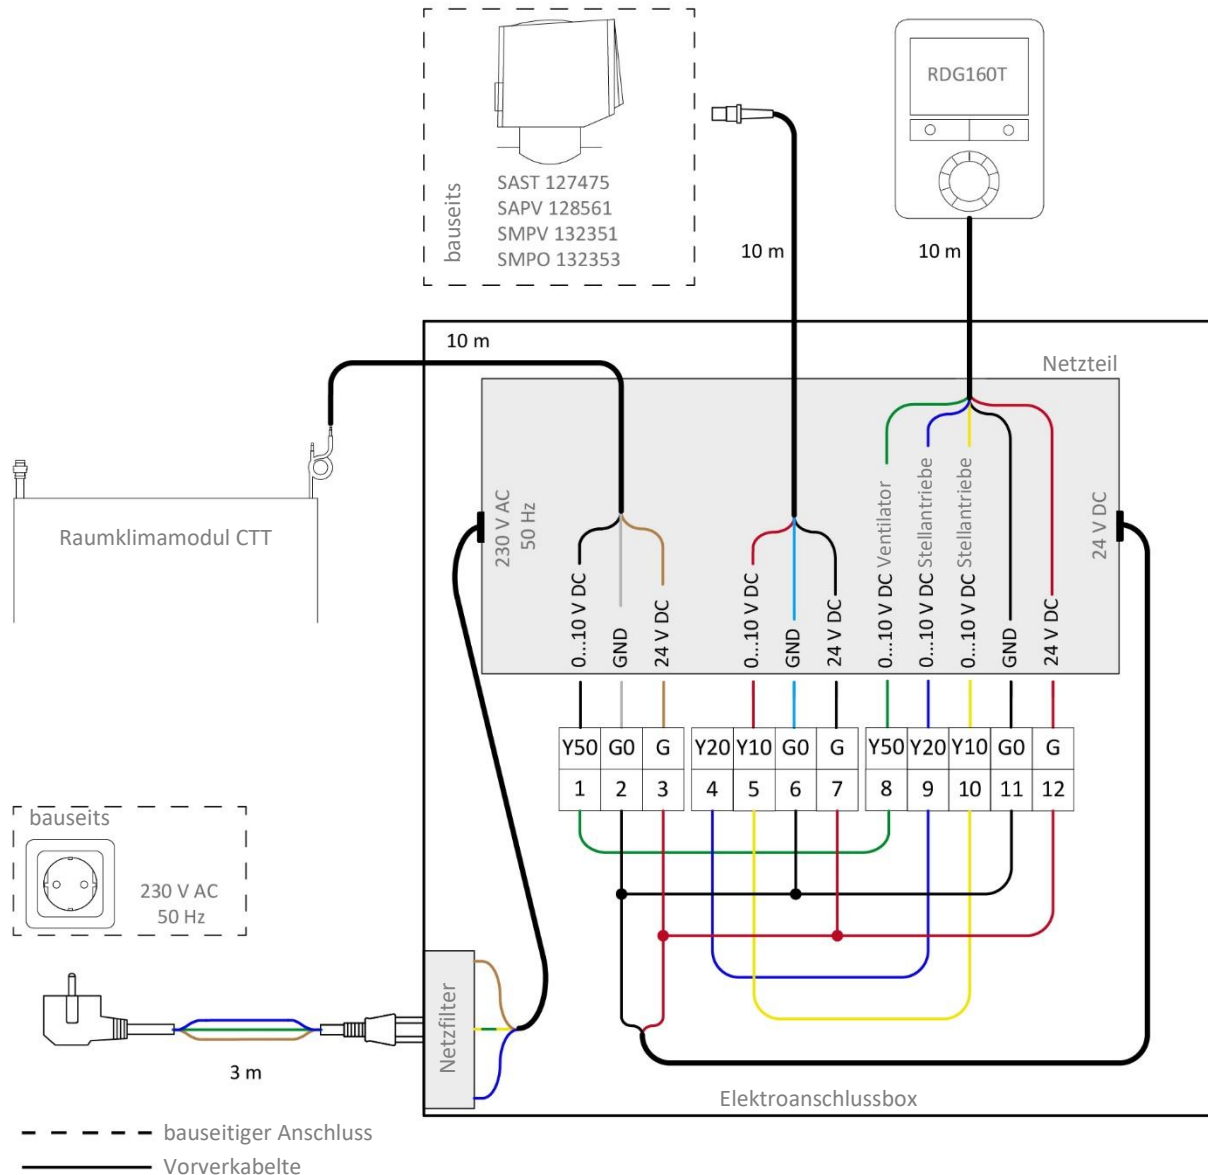 RDG160T
bauseits
SAST 127475
SAPV 128561
SMPV 132351
SMPO 132353
10 m
10 m
10 m
Netzteil
Raumklimamodul CTT
230 V AC
50 Hz
24 V DC
0...10 V DC
GND
24 V DC
0...10 V DC
GND
24 V DC
0...10 V DC Ventilator
0...10 V DC Stellantriebe
0...10 V DC Stellantriebe
GND
24 V DC
Y50 G0 G Y20 Y10 G0 G Y50 Y20 Y10 G0 G
1 2 3 4 5 6 7 8 9 10 11 12
bauseits
230 V AC
50 Hz
Netzfilter
3 m
Elektroanschlussbox
bauseitiger Anschluss
Vorverkabelte